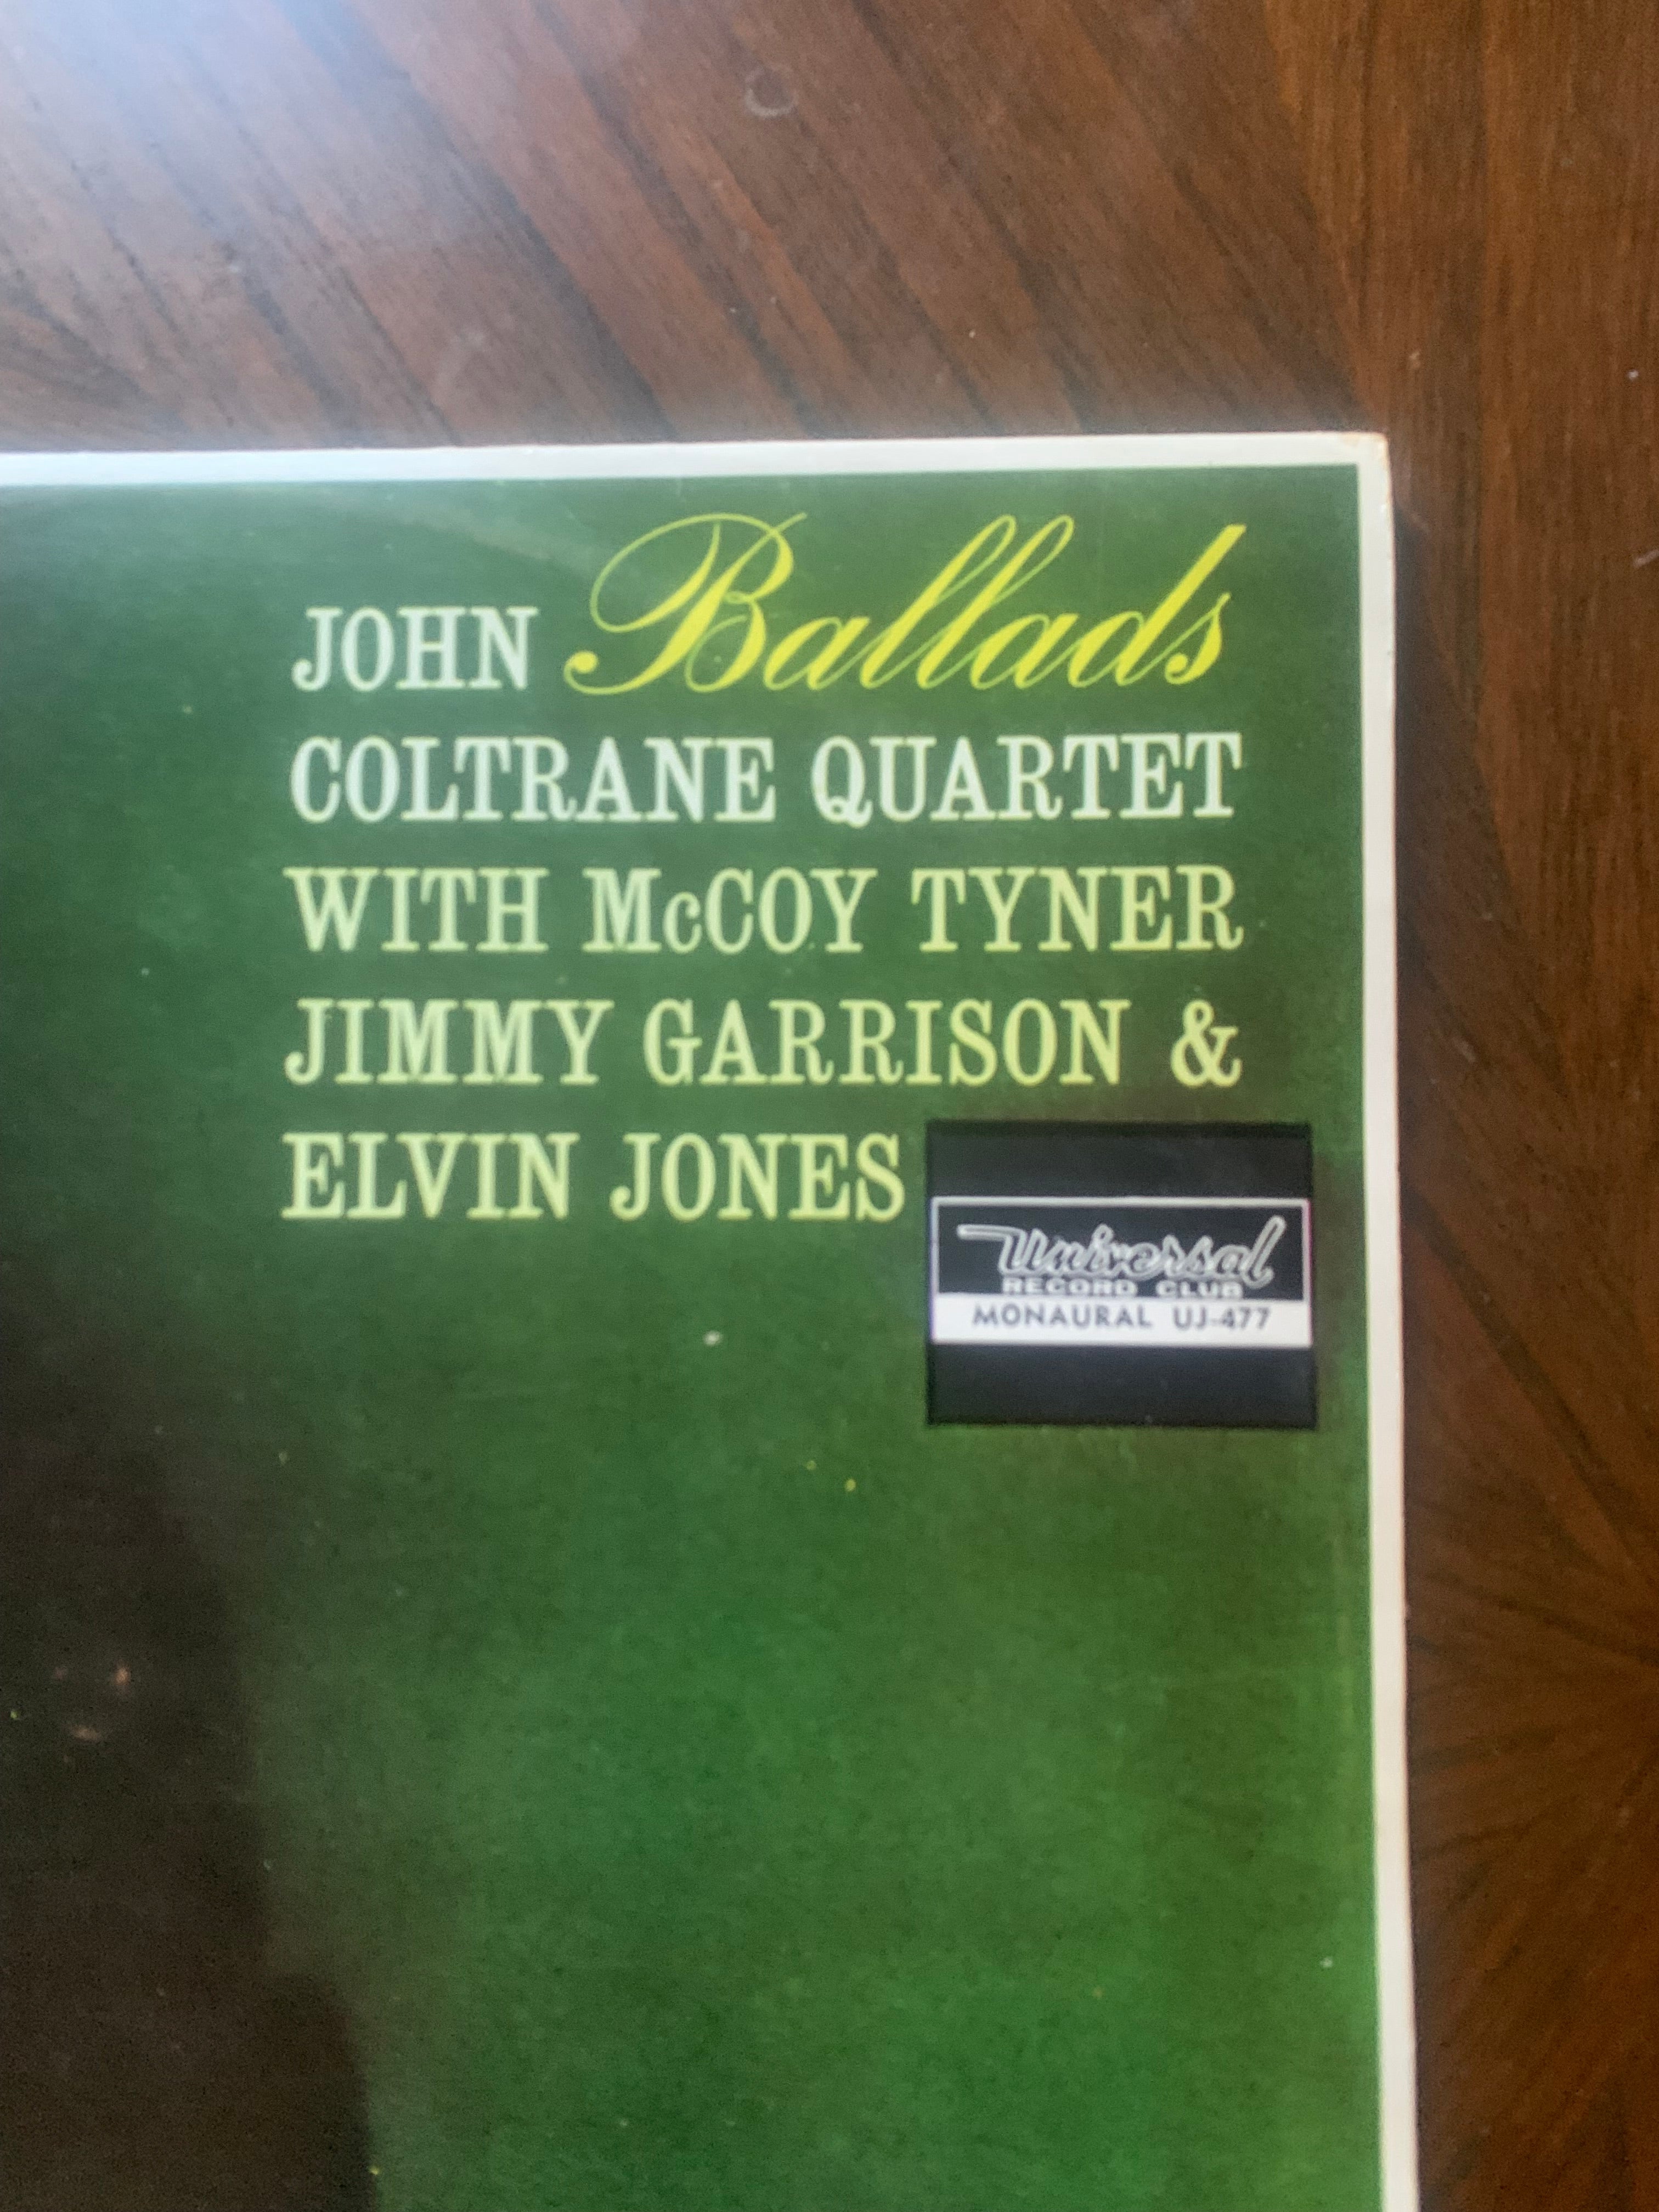 JOHN Ballads
COLTRANE QUARTET
WITH McCOY TYNER
JIMMY GARRISON &
ELVIN JONES
Universal
RECORD CLUB
MONAURAL UJ-477